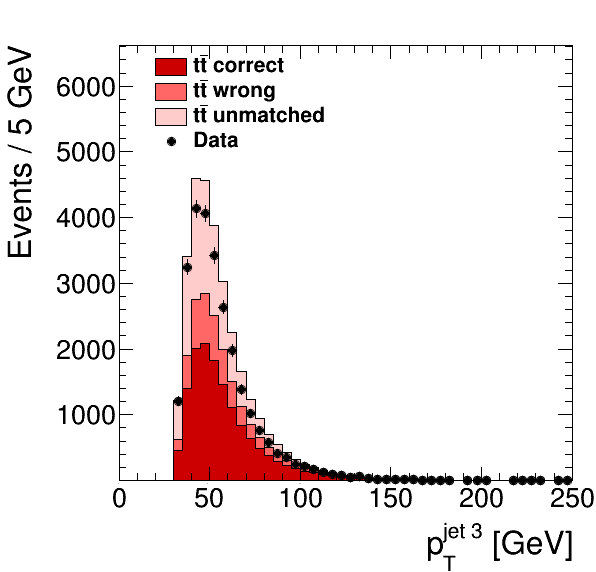 Events / 5 GeV
6000
5000
4000
3000
2000
1000
tt̄ correct
tt̄ wrong
tt̄ unmatched
Data
0 50 100 150 200 250
p_T^jet 3 [GeV]